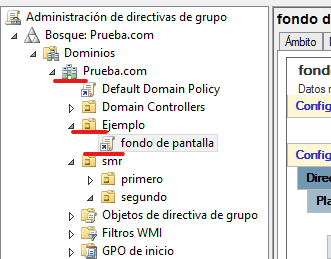 Administración de directivas de grupo
Bosque: Prueba.com
Dominios
Prueba.com
Default Domain Policy
Domain Controllers
Ejemplo
fondo de pantalla
smr
primero
segundo
Objetos de directiva de grupo
Filtros WMI
GPO de inicio
fondo d
Ámbito
fond
Datos r
Config
Config
Direc
Pla